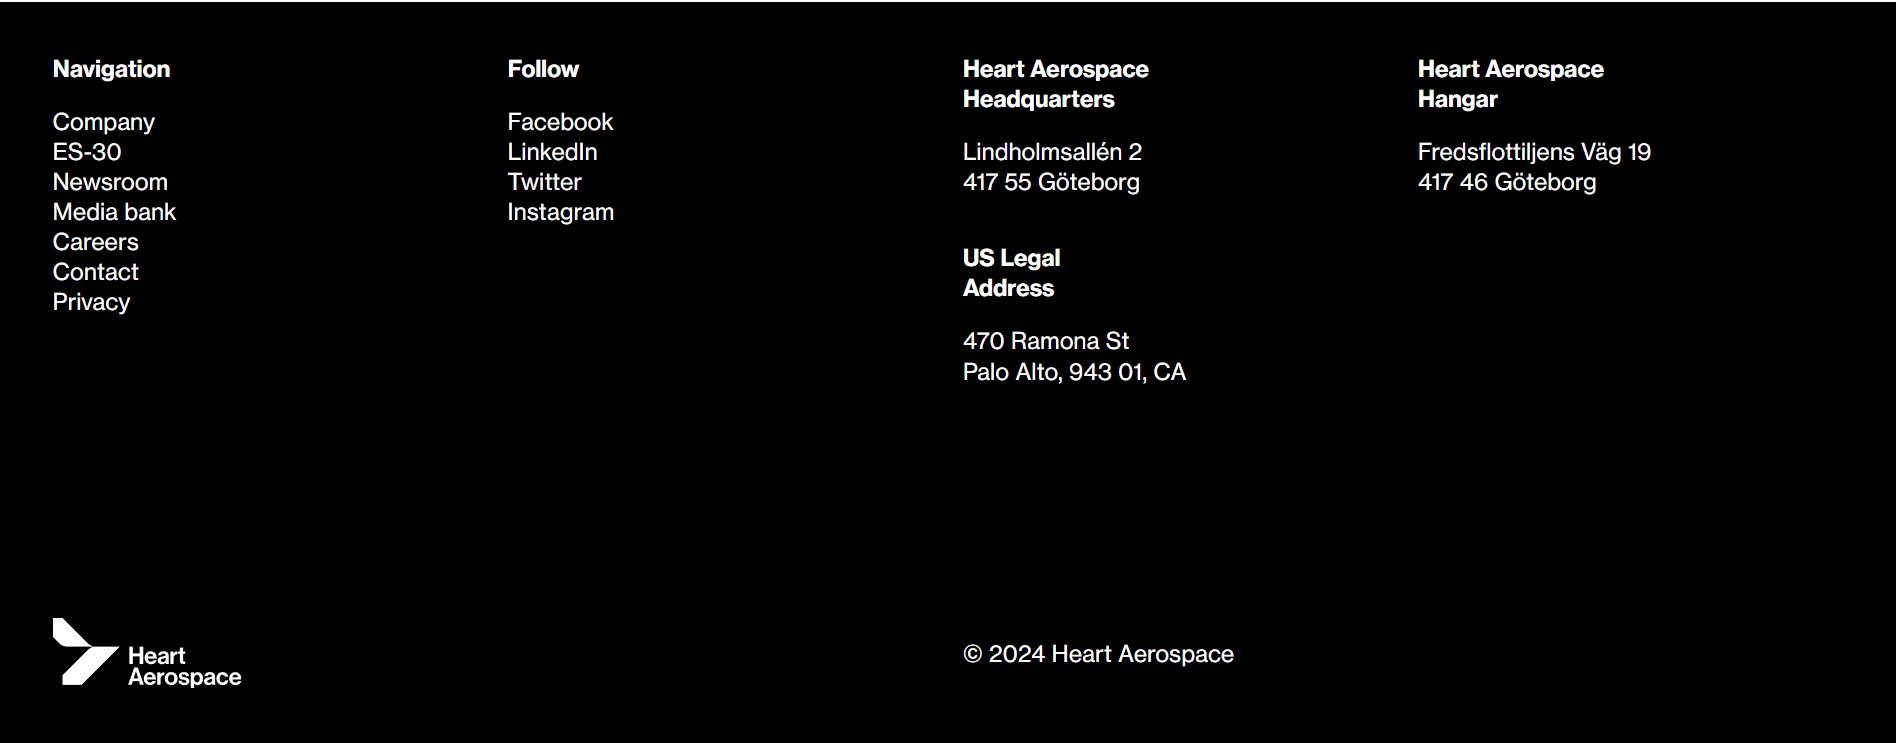 Navigation
Company
ES-30
Newsroom
Media bank
Careers
Contact
Privacy
Follow
Facebook
LinkedIn
Twitter
Instagram
Heart Aerospace
Headquarters
Lindholmsallén 2
417 55 Göteborg
US Legal
Address
470 Ramona St
Palo Alto, 943 01, CA
Heart Aerospace
Hangar
Fredsflottiljens Väg 19
417 46 Göteborg
Heart
Aerospace
© 2024 Heart Aerospace